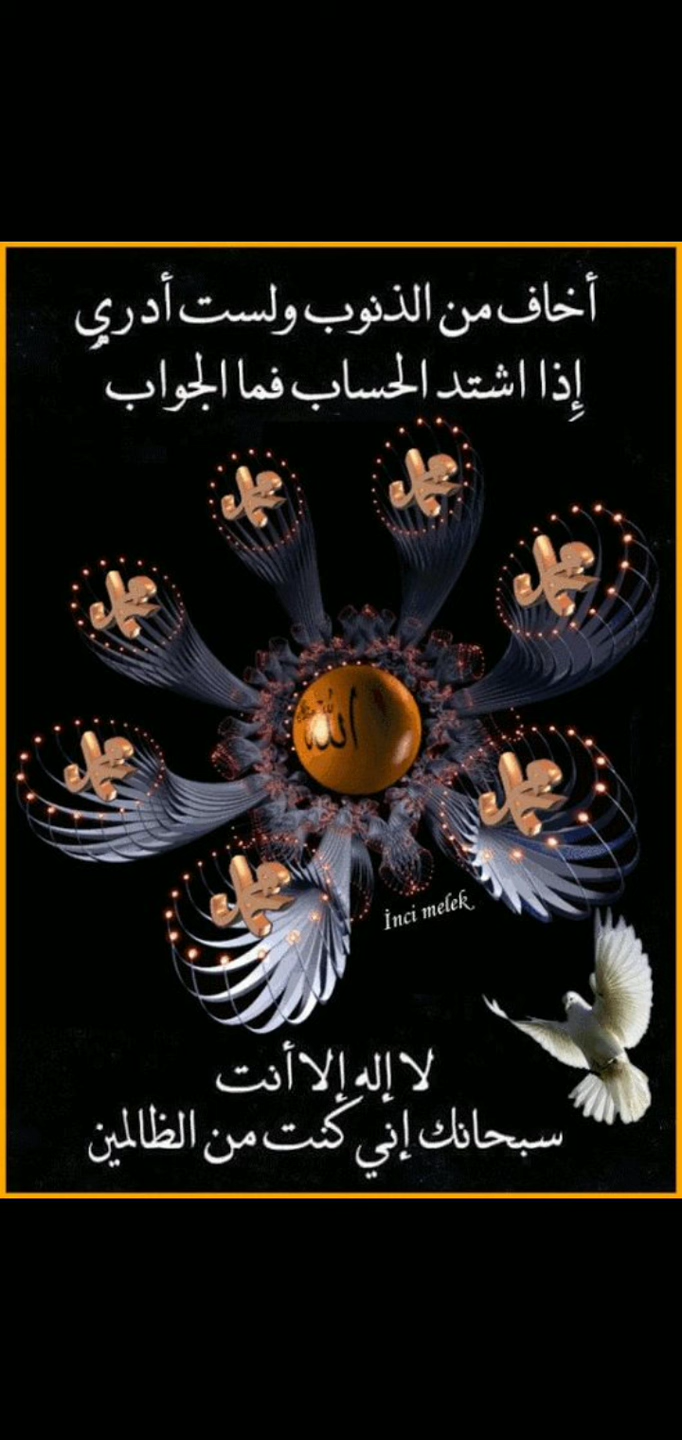 أخاف من الذنوب ولست أدري
إِذا اشتد الحساب فما الجواب
محمد
محمد
محمد
محمد
محمد
محمد
محمد
الله
İnci melek
لا إله إلا أنت
سبحانك إني كنت من الظالمين